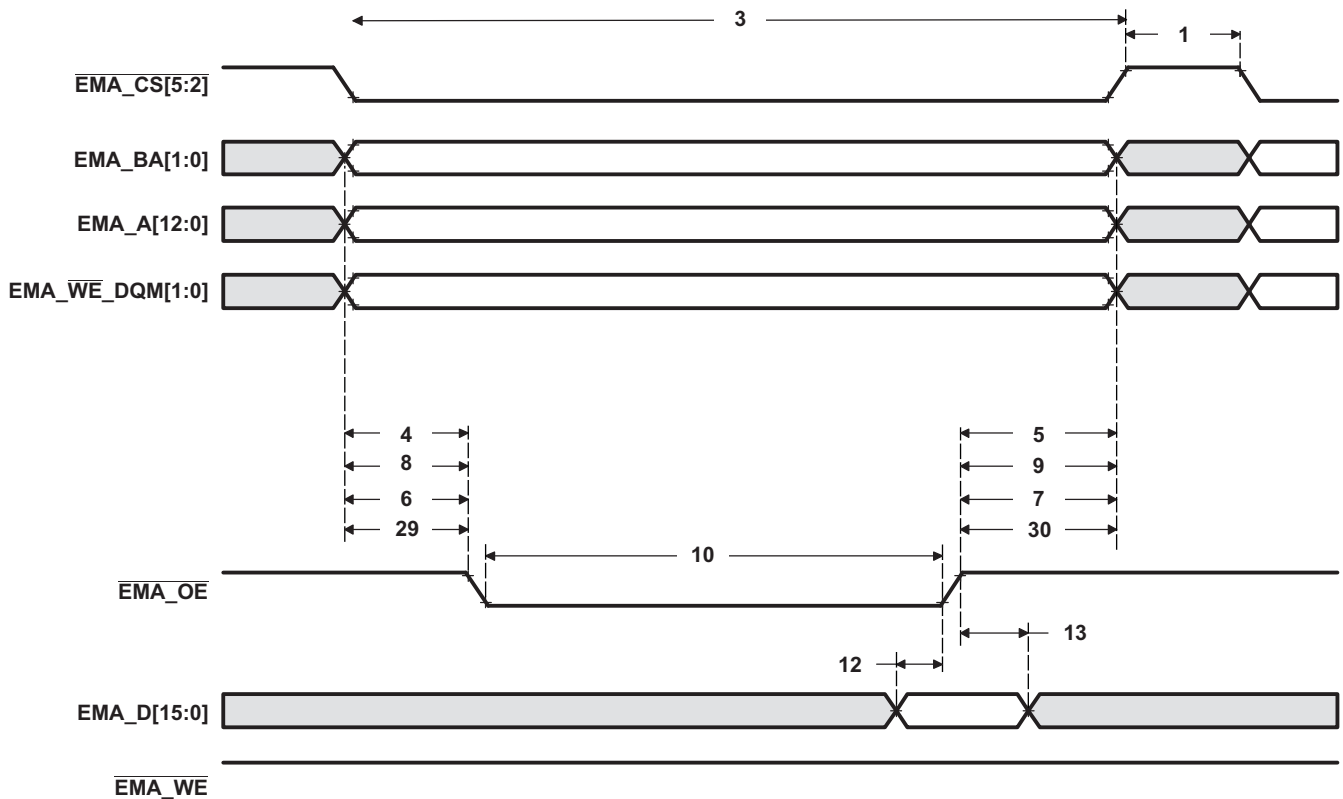 3
1
EMA_CS[5:2]
EMA_BA[1:0]
EMA_A[12:0]
EMA_WE_DQM[1:0]
4 5
8 9
6 7
29 30
10
EMA_OE
13
12
EMA_D[15:0]
EMA_WE